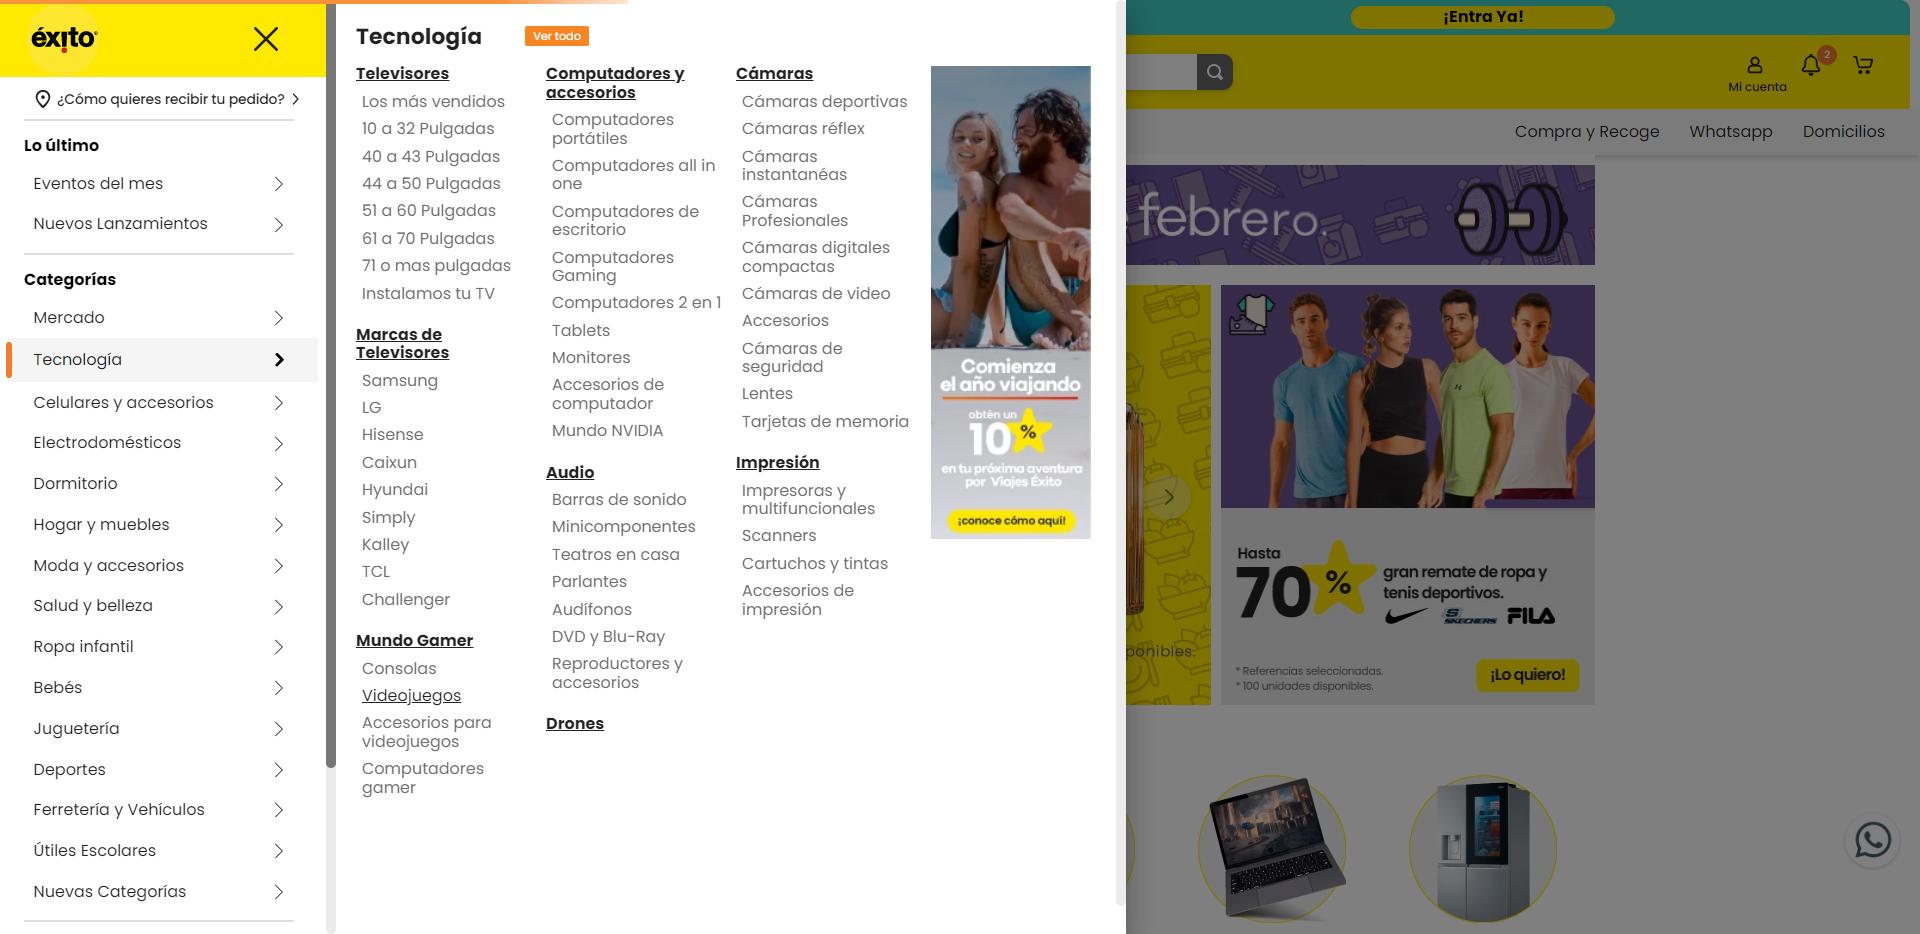 éxito
¿Cómo quieres recibir tu pedido?
Lo último
Eventos del mes
Nuevos Lanzamientos
Categorías
Mercado
Tecnología
Celulares y accesorios
Electrodomésticos
Dormitorio
Hogar y muebles
Moda y accesorios
Salud y belleza
Ropa infantil
Bebés
Juguetería
Deportes
Ferretería y Vehículos
Útiles Escolares
Nuevas Categorías
Tecnología
Ver todo
Televisores
Los más vendidos
10 a 32 Pulgadas
40 a 43 Pulgadas
44 a 50 Pulgadas
51 a 60 Pulgadas
61 a 70 Pulgadas
71 o mas pulgadas
Instalamos tu TV
Marcas de
Televisores
Samsung
LG
Hisense
Caixun
Hyundai
Simply
Kalley
TCL
Challenger
Mundo Gamer
Consolas
Videojuegos
Accesorios para
videojuegos
Computadores
gamer
Computadores y
accesorios
Computadores
portátiles
Computadores all in
one
Computadores de
escritorio
Computadores
Gaming
Computadores 2 en 1
Tablets
Monitores
Accesorios de
computador
Mundo NVIDIA
Audio
Barras de sonido
Minicomponentes
Teatros en casa
Parlantes
Audífonos
DVD y Blu-Ray
Reproductores y
accesorios
Drones
Cámaras
Cámaras deportivas
Cámaras réflex
Cámaras
instantanéas
Cámaras
Profesionales
Cámaras digitales
compactas
Cámaras de video
Accesorios
Cámaras de
seguridad
Lentes
Tarjetas de memoria
Impresión
Impresoras y
multifuncionales
Scanners
Cartuchos y tintas
Accesorios de
impresión
Comienza
el año viajando
obtén un
10%
en tu próxima aventura
por Viajes Éxito
¡conoce cómo aquí!
¡Entra Ya!
2
Mi cuenta
Compra y Recoge
Whatsapp
Domicilios
febrero.
ponibles.
Hasta
70%
gran remate de ropa y
tenis deportivos.
SKECHERS FILA
* Referencias seleccionadas.
* 100 unidades disponibles.
¡Lo quiero!